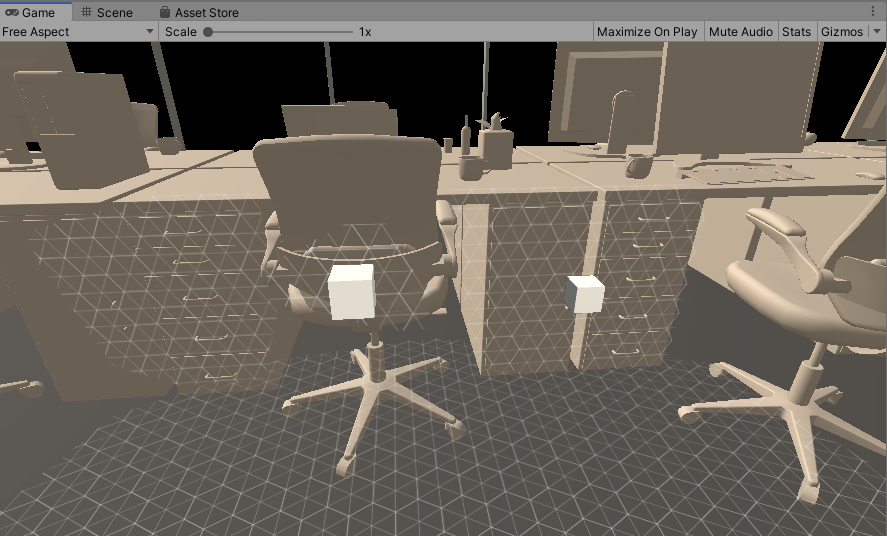 Game Scene Asset Store
Free Aspect Scale 1x Maximize On Play Mute Audio Stats Gizmos